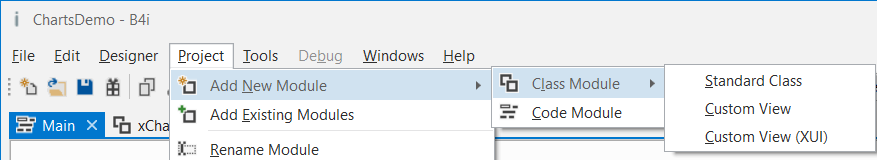 ChartsDemo - B4i
File Edit Designer Project Tools Debug Windows Help
Add New Module Class Module Standard Class
Add Existing Modules Code Module Custom View
Main xCha Rename Module Custom View (XUI)